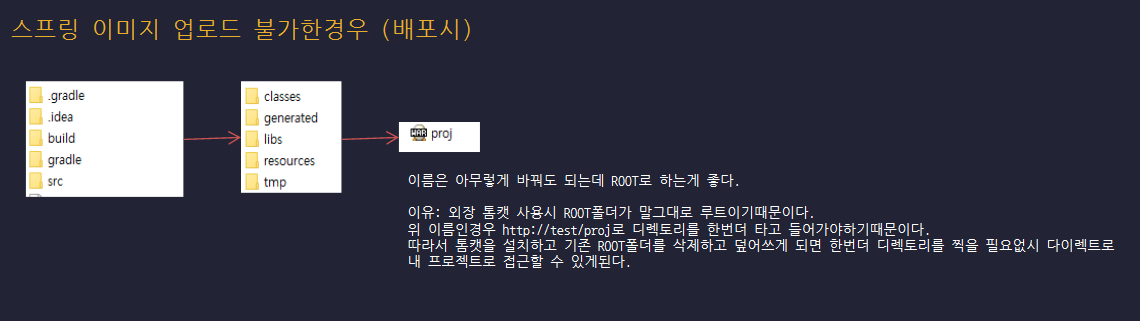 스프링 이미지 업로드 불가한경우 (배포시)
.gradle
.idea
build
gradle
src
classes
generated
libs
resources
tmp
WAR
proj
이름은 아무렇게 바꿔도 되는데 ROOT로 하는게 좋다.
이유: 외장 톰캣 사용시 ROOT폴더가 말그대로 루트이기때문이다.
위 이름인경우 http://test/proj로 디렉토리를 한번더 타고 들어가야하기때문이다.
따라서 톰캣을 설치하고 기존 ROOT폴더를 삭제하고 덮어쓰게 되면 한번더 디렉토리를 찍을 필요없시 다이렉트로
내 프로젝트로 접근할 수 있게된다.